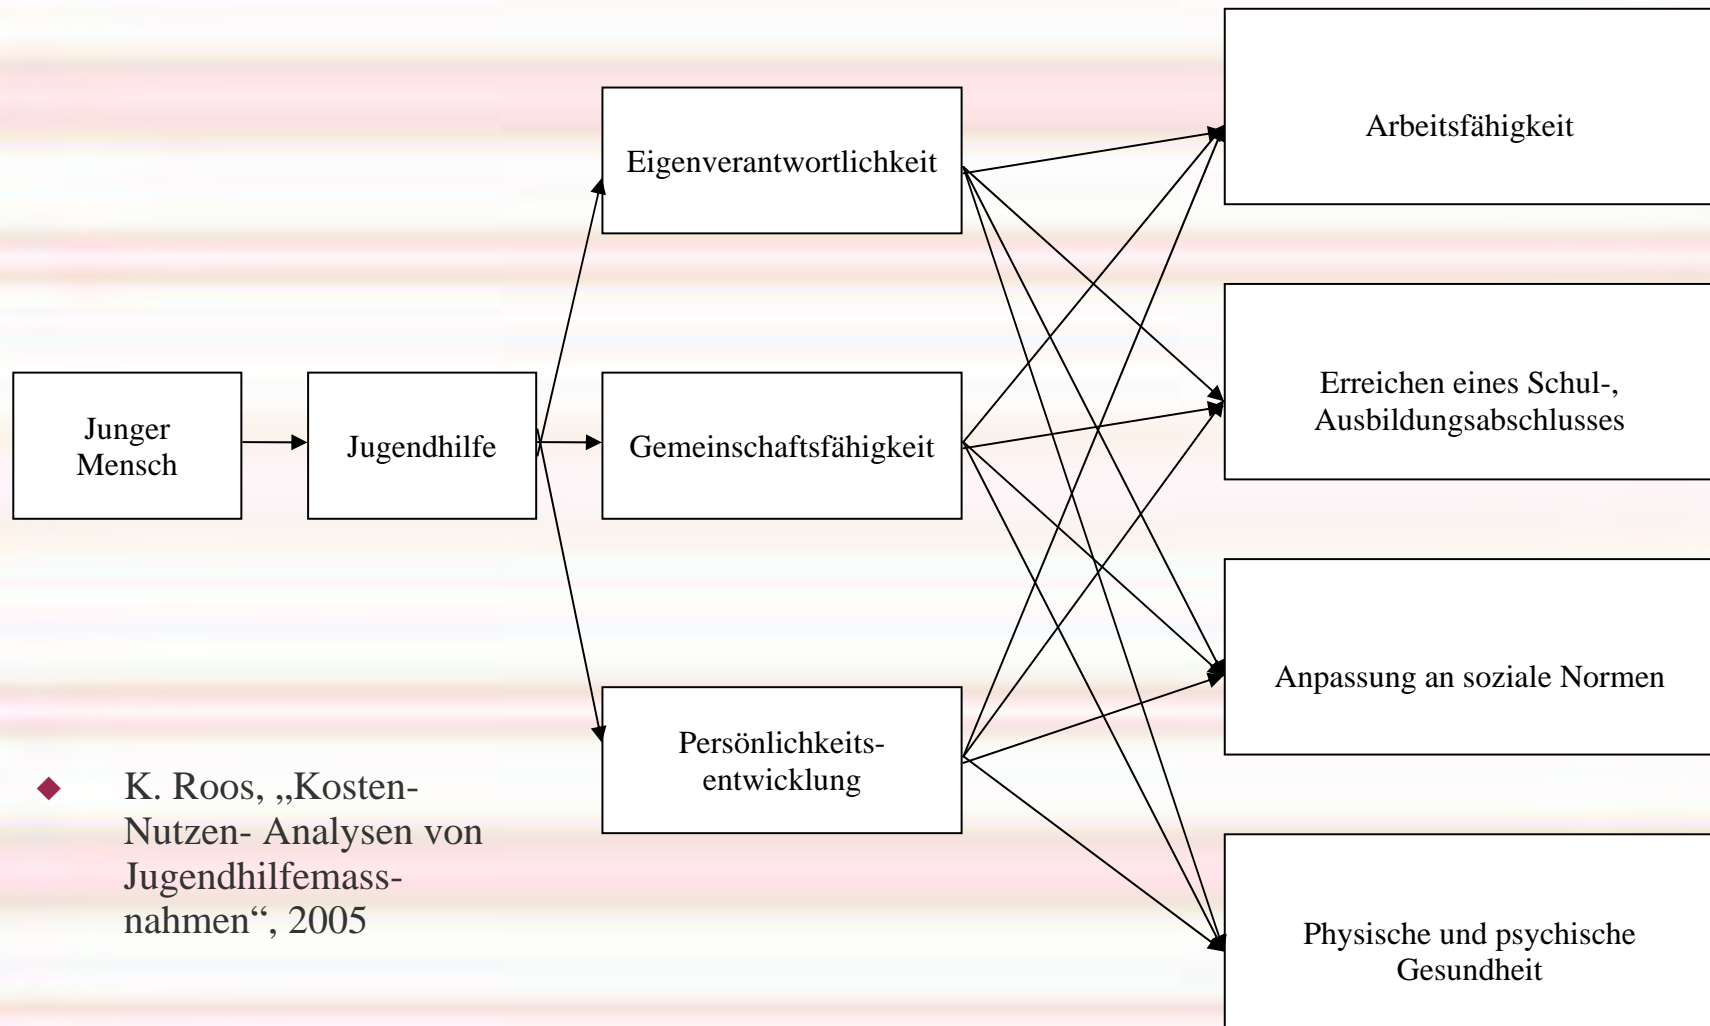 Junger
Mensch
Jugendhilfe
Eigenverantwortlichkeit
Gemeinschaftsfähigkeit
Persönlichkeits-
entwicklung
Arbeitsfähigkeit
Erreichen eines Schul-,
Ausbildungsabschlusses
Anpassung an soziale Normen
Physische und psychische
Gesundheit
K. Roos, „Kosten-
Nutzen- Analysen von
Jugendhilfemass-
nahmen“, 2005